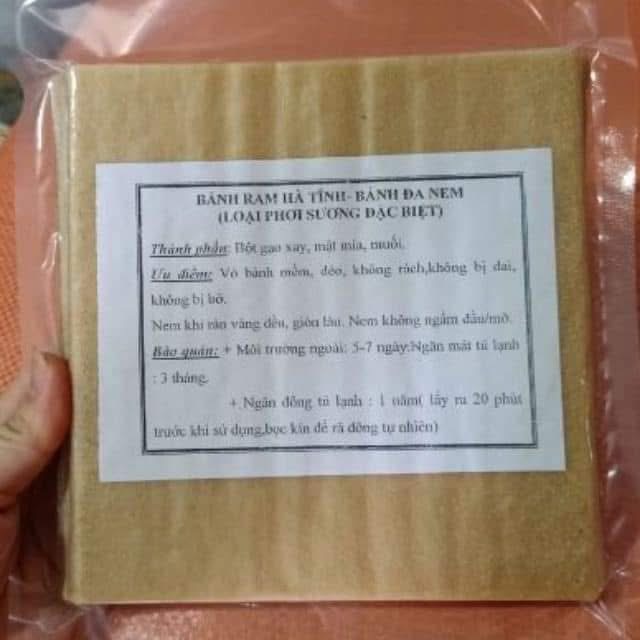 BÁNH RAM HÀ TĨNH- BÁNH ĐA NEM
(LOẠI PHƠI SƯƠNG ĐẶC BIỆT)
Thành phần: Bột gạo xay, mật mía, muối.
Ưu điểm: Vỏ bánh mềm, dẻo, không rách,không bị dai,
không bị bở.
Nem khi rán vàng đều, giòn lâu. Nem không ngấm dầu/mỡ.
Bảo quản: + Môi trường ngoài: 5-7 ngày:Ngăn mát tủ lạnh
: 3 tháng.
+ Ngăn đông tủ lạnh : 1 năm( lấy ra 20 phút
trước khi sử dụng,bọc kín để rã đông tự nhiên)